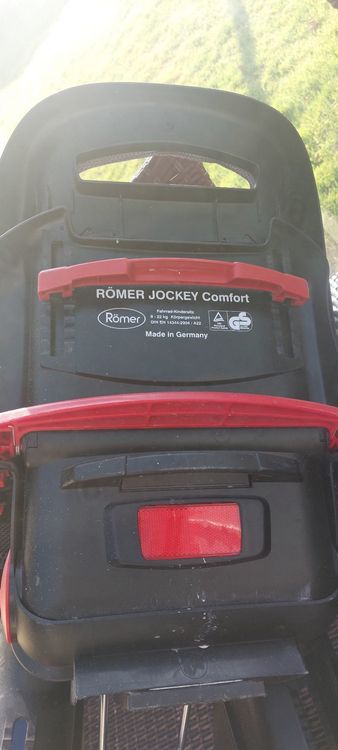 RÖMER JOCKEY Comfort
Römer
Fahrrad-Kindersitz
9 - 22 kg Körpergewicht
DIN EN 14344:2004 / A22
Made in Germany
GS